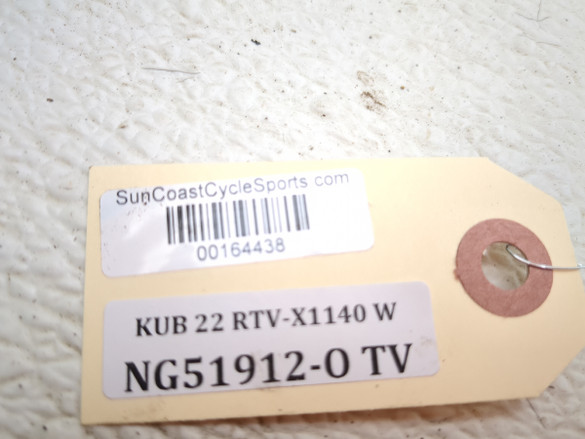 SunCoastCycleSports com
00164438
KUB 22 RTV-X1140 W
NG51912-O TV